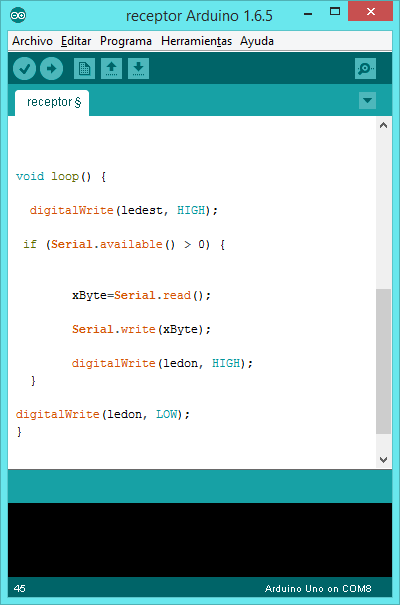 receptor Arduino 1.6.5
Archivo Editar Programa Herramientas Ayuda
receptor §
void loop() {
digitalWrite(ledest, HIGH);
if (Serial.available() > 0) {
xByte=Serial.read();
Serial.write(xByte);
digitalWrite(ledon, HIGH);
}
digitalWrite(ledon, LOW);
}
45 Arduino Uno on COM8